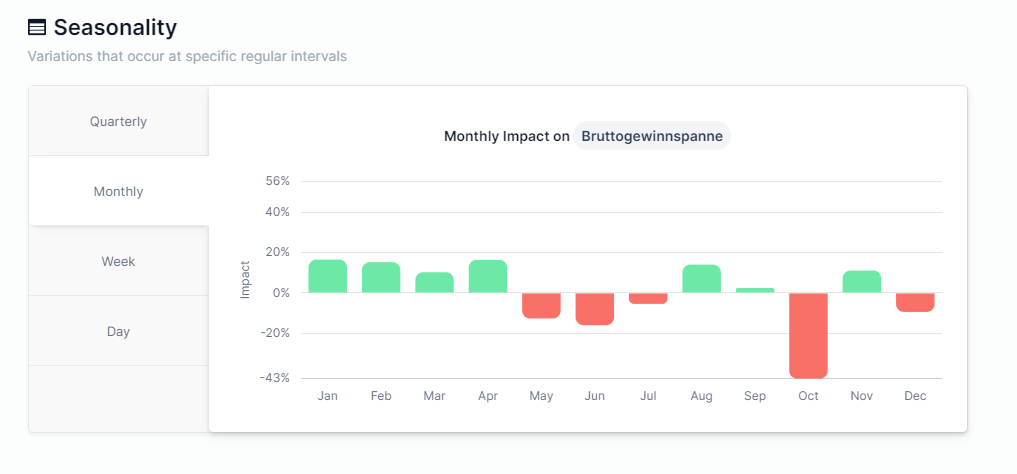 Seasonality
Variations that occur at specific regular intervals
Quarterly
Monthly
Week
Day
Monthly Impact on Bruttogewinnspanne
Impact
56%
40%
20%
0%
-20%
-43%
Jan Feb Mar Apr May Jun Jul Aug Sep Oct Nov Dec